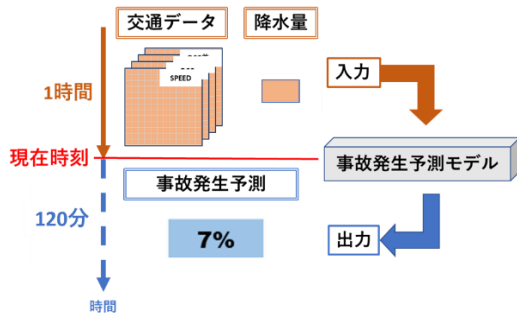 交通データ
降水量
SPEED
1時間
入力
現在時刻
事故発生予測モデル
事故発生予測
120分
7%
出力
時間